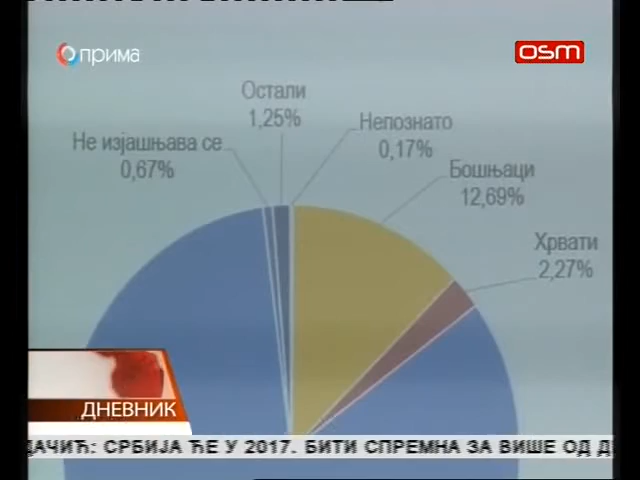 прима
OSM
Остали
1,25%
Непознато
0,17%
Не изјашњава се
0,67%
Бошњаци
12,69%
Хрвати
2,27%
ДНЕВНИК
ДАЧИЋ: СРБИЈА ЋЕ У 2017. БИТИ СПРЕМНА ЗА ВИШЕ ОД